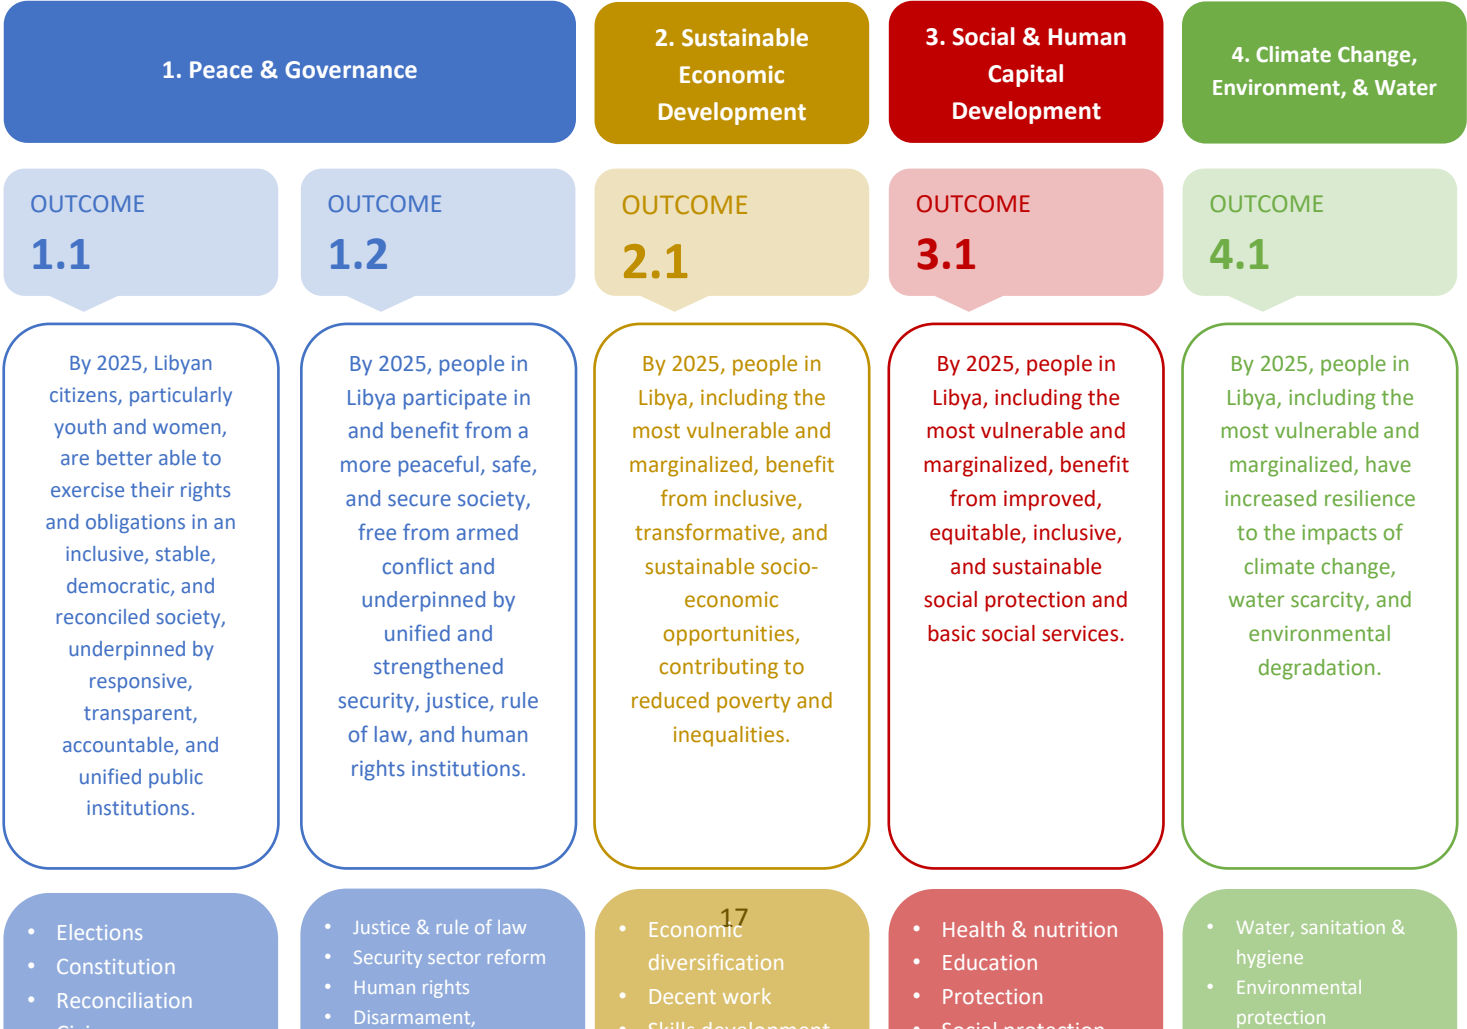 1. Peace & Governance
2. Sustainable
Economic
Development
3. Social & Human
Capital
Development
4. Climate Change,
Environment, & Water
OUTCOME
1.1
OUTCOME
1.2
OUTCOME
2.1
OUTCOME
3.1
OUTCOME
4.1
By 2025, Libyan
citizens, particularly
youth and women,
are better able to
exercise their rights
and obligations in an
inclusive, stable,
democratic, and
reconciled society,
underpinned by
responsive,
transparent,
accountable, and
unified public
institutions.
By 2025, people in
Libya participate in
and benefit from a
more peaceful, safe,
and secure society,
free from armed
conflict and
underpinned by
unified and
strengthened
security, justice, rule
of law, and human
rights institutions.
By 2025, people in
Libya, including the
most vulnerable and
marginalized, benefit
from inclusive,
transformative, and
sustainable socio-
economic
opportunities,
contributing to
reduced poverty and
inequalities.
By 2025, people in
Libya, including the
most vulnerable and
marginalized, benefit
from improved,
equitable, inclusive,
and sustainable
social protection and
basic social services.
By 2025, people in
Libya, including the
most vulnerable and
marginalized, have
increased resilience
to the impacts of
climate change,
water scarcity, and
environmental
degradation.
• Elections
• Constitution
• Reconciliation
• Justice & rule of law
• Security sector reform
• Human rights
• Disarmament,
17
• Economic
diversification
• Decent work
• Skills development
• Health & nutrition
• Education
• Protection
• Social protection
• Water, sanitation &
hygiene
• Environmental
protection